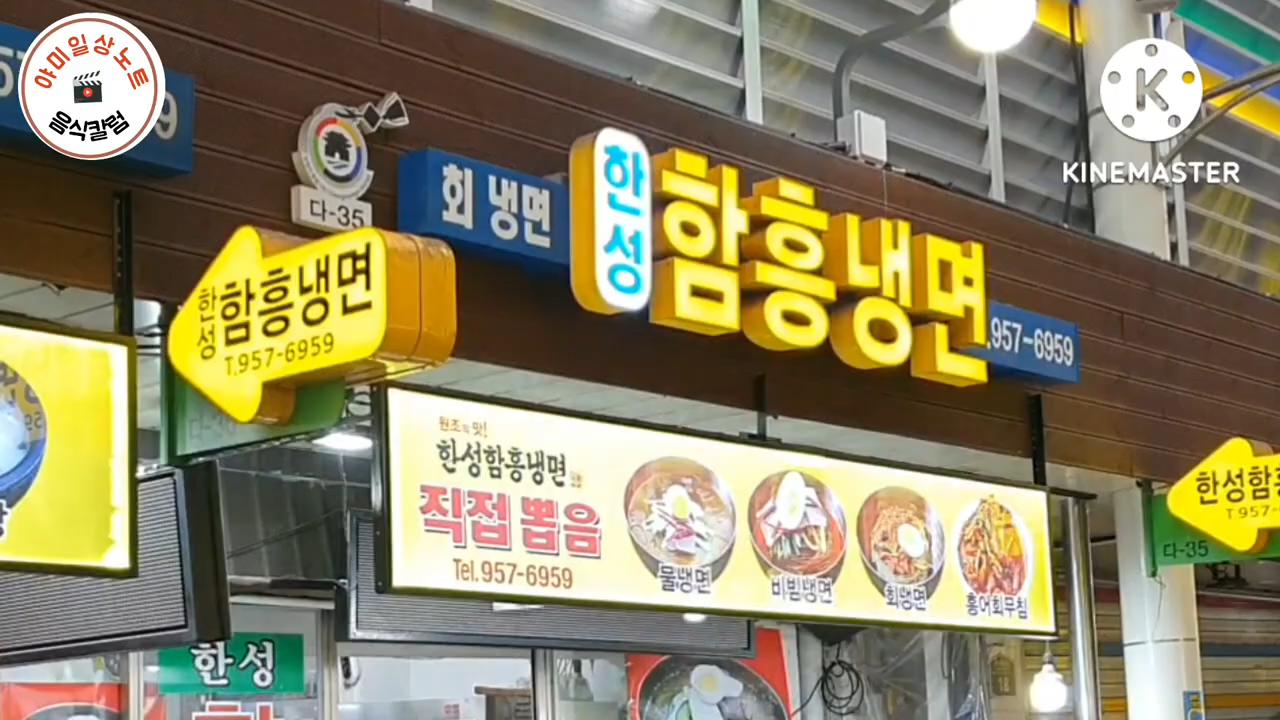 야미일상노트
음식칼럼
K
KINEMASTER
다-35
회 냉면
한성
함흥냉면
957-6959
한성
함흥냉면
T.957-6959
원조의 맛!
한성함흥냉면
직접 뽑음
Tel.957-6959
물냉면
비빔냉면
회냉면
홍어회무침
한성함흥
T.957-
다-35
한성